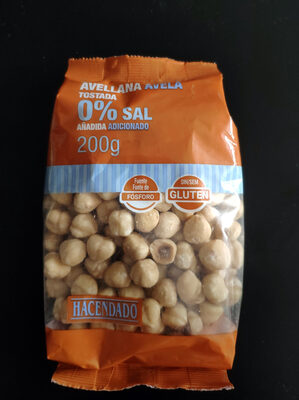 AVELLANA AVELÃ
TOSTADA
0% SAL
AÑADIDA ADICIONADO
200g
Fuente
Fonte de
FÓSFORO
SIN/SEM
GLUTEN
HACENDADO